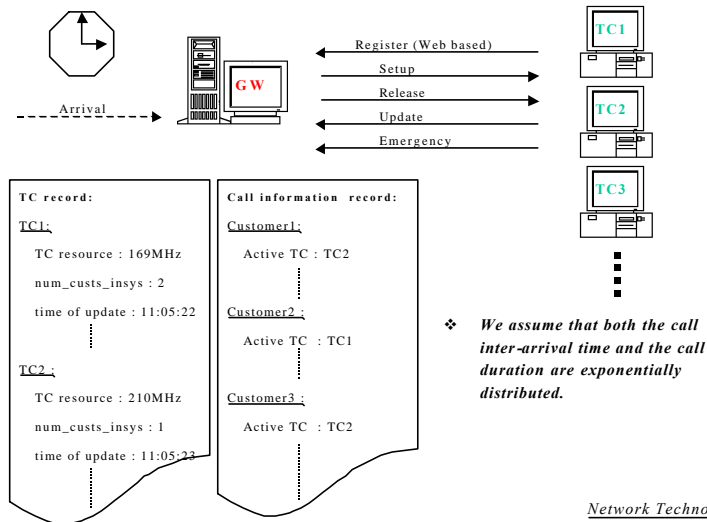 TC1
Register (Web based)
Setup
GW
Release
Arrival
TC2
Update
Emergency
TC3
TC record:
TC1:
TC resource : 169MHz
num_custs_insys : 2
time of update : 11:05:22
TC2 :
TC resource : 210MHz
num_custs_insys : 1
time of update : 11:05:23
Call information record:
Customer1:
Active TC : TC2
Customer2 :
Active TC : TC1
Customer3 :
Active TC : TC2
❖ We assume that both the call
inter-arrival time and the call
duration are exponentially
distributed.
Network Techno